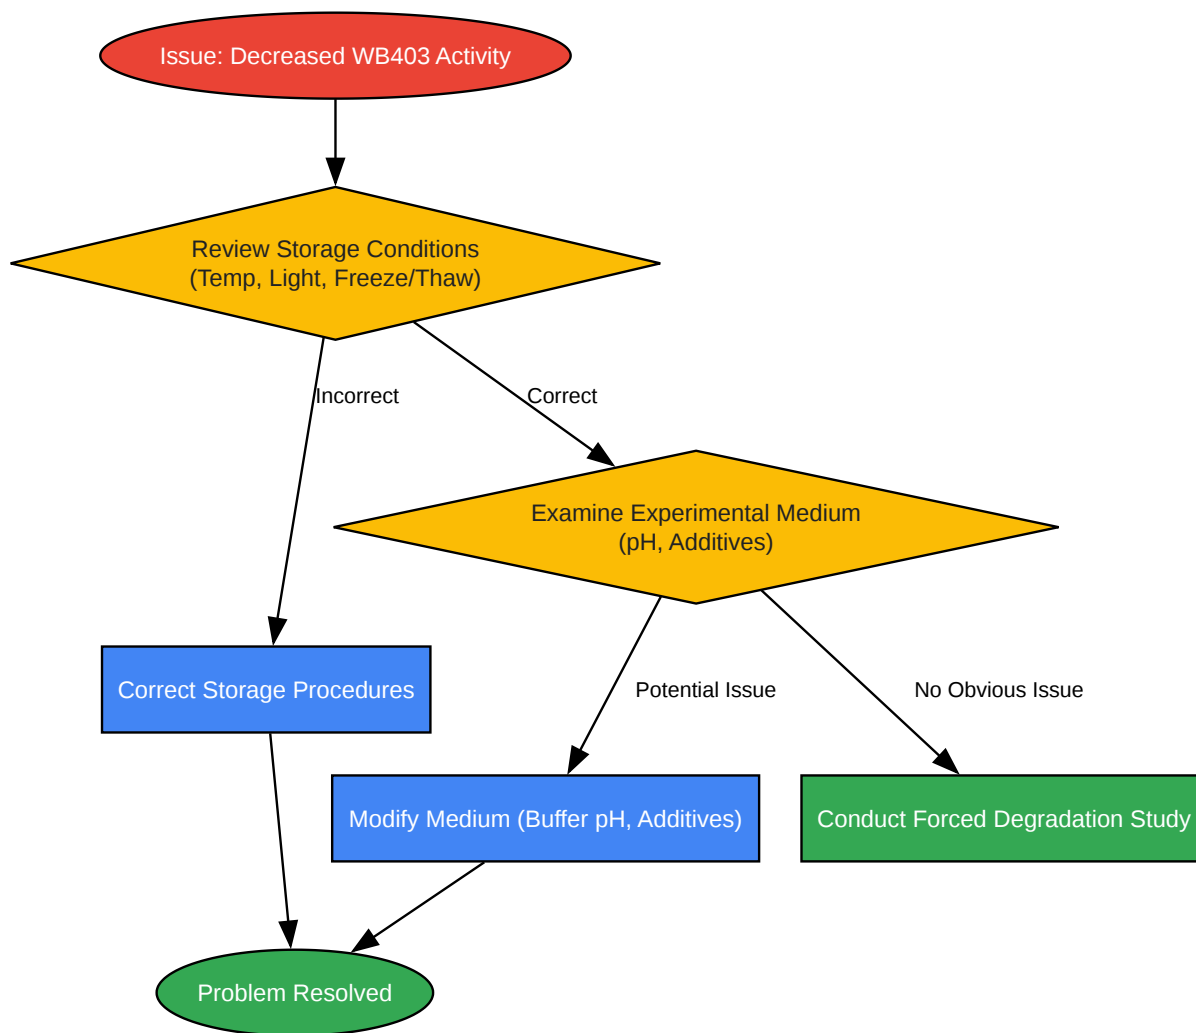 Issue: Decreased WB403 Activity
Review Storage Conditions
(Temp, Light, Freeze/Thaw)
Incorrect
Correct
Examine Experimental Medium
(pH, Additives)
Correct Storage Procedures
Potential Issue
No Obvious Issue
Modify Medium (Buffer pH, Additives)
Conduct Forced Degradation Study
Problem Resolved